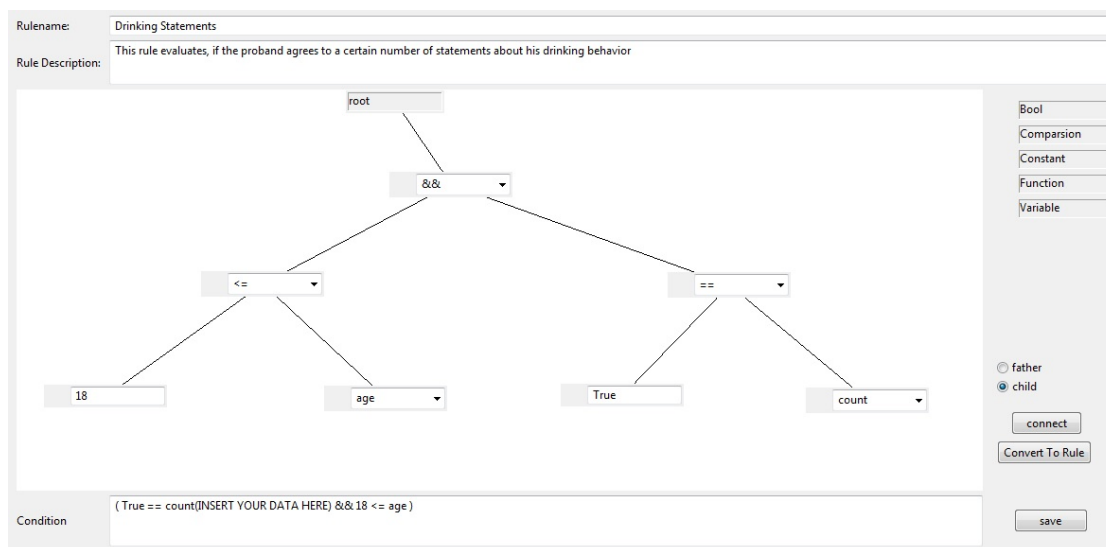 Rulename:
Drinking Statements
Rule Description:
This rule evaluates, if the proband agrees to a certain number of statements about his drinking behavior
root
&&
<=
==
18
age
True
count
Bool
Comparsion
Constant
Function
Variable
father
child
connect
Convert To Rule
Condition
( True == count(INSERT YOUR DATA HERE) && 18 <= age )
save